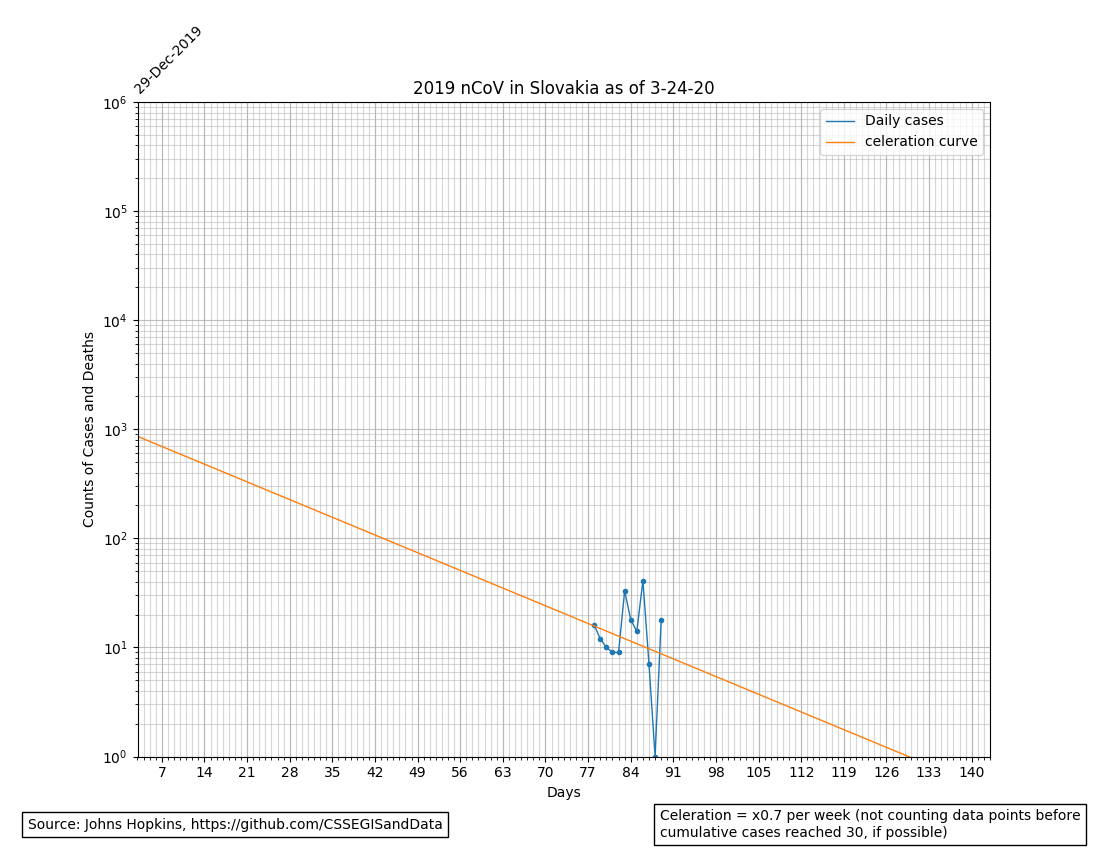 29-Dec-2019
2019 nCoV in Slovakia as of 3-24-20
Daily cases
celeration curve
10^6
10^5
10^4
10^3
10^2
10^1
10^0
Counts of Cases and Deaths
7 14 21 28 35 42 49 56 63 70 77 84 91 98 105 112 119 126 133 140
Days
Source: Johns Hopkins, https://github.com/CSSEGISandData
Celeration = x0.7 per week (not counting data points before
cumulative cases reached 30, if possible)